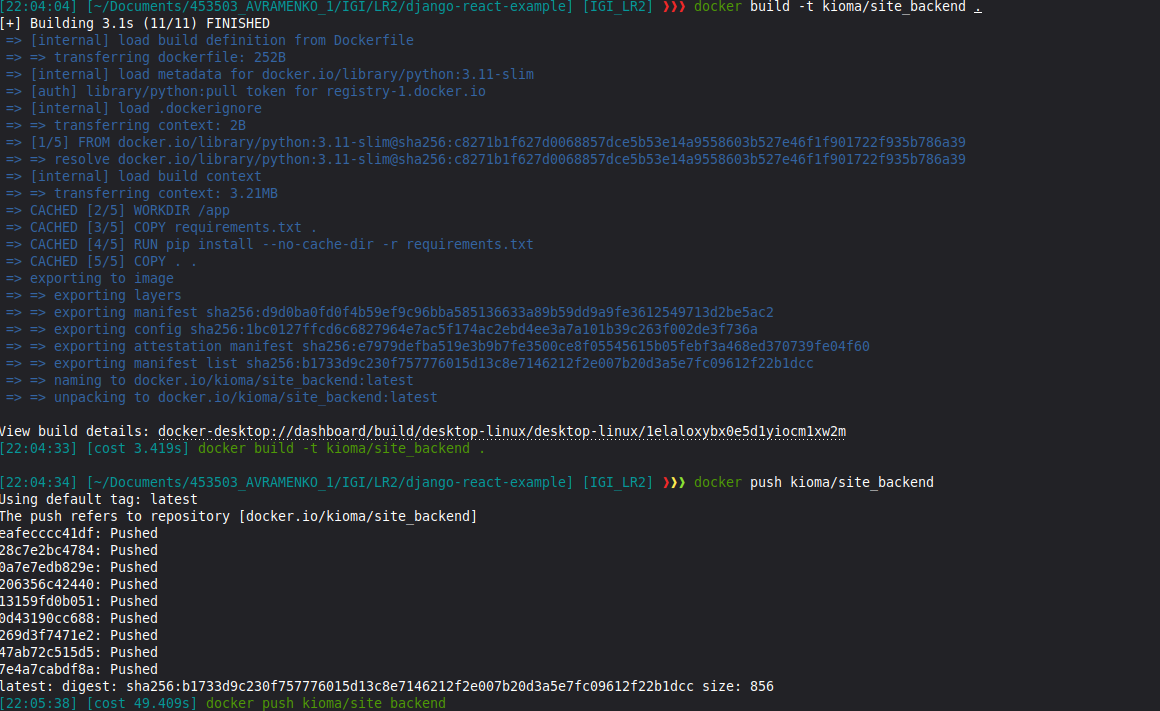 [22:04:04] [~/Documents/453503_AVRAMENKO_1/IGI/LR2/django-react-example] [IGI_LR2] ❯❯❯ docker build -t kioma/site_backend .
[+] Building 3.1s (11/11) FINISHED
=> [internal] load build definition from Dockerfile
=> => transferring dockerfile: 252B
=> [internal] load metadata for docker.io/library/python:3.11-slim
=> [auth] library/python:pull token for registry-1.docker.io
=> [internal] load .dockerignore
=> => transferring context: 2B
=> [1/5] FROM docker.io/library/python:3.11-slim@sha256:c8271b1f627d0068857dce5b53e14a9558603b527e46f1f901722f935b786a39
=> => resolve docker.io/library/python:3.11-slim@sha256:c8271b1f627d0068857dce5b53e14a9558603b527e46f1f901722f935b786a39
=> [internal] load build context
=> => transferring context: 3.21MB
=> CACHED [2/5] WORKDIR /app
=> CACHED [3/5] COPY requirements.txt .
=> CACHED [4/5] RUN pip install --no-cache-dir -r requirements.txt
=> CACHED [5/5] COPY . .
=> exporting to image
=> => exporting layers
=> => exporting manifest sha256:d9d0ba0fd0f4b59ef9c96bba585136633a89b59dd9a9fe3612549713d2be5ac2
=> => exporting config sha256:1bc0127ffcd6c6827964e7ac5f174ac2ebd4ee3a7a101b39c263f002de3f736a
=> => exporting attestation manifest sha256:e7979defba519e3b9b7fe3500ce8f05545615b05febf3a468ed370739fe04f60
=> => exporting manifest list sha256:b1733d9c230f757776015d13c8e7146212f2e007b20d3a5e7fc09612f22b1dcc
=> => naming to docker.io/kioma/site_backend:latest
=> => unpacking to docker.io/kioma/site_backend:latest
View build details: docker-desktop://dashboard/build/desktop-linux/desktop-linux/1elaloxybx0e5d1yiocm1xw2m
[22:04:33] [cost 3.419s] docker build -t kioma/site_backend .
[22:04:34] [~/Documents/453503_AVRAMENKO_1/IGI/LR2/django-react-example] [IGI_LR2] ❯❯❯ docker push kioma/site_backend
Using default tag: latest
The push refers to repository [docker.io/kioma/site_backend]
eafecccc41df: Pushed
28c7e2bc4784: Pushed
0a7e7edb829e: Pushed
206356c42440: Pushed
13159fd0b051: Pushed
0d43190cc688: Pushed
269d3f7471e2: Pushed
47ab72c515d5: Pushed
7e4a7cabdf8a: Pushed
latest: digest: sha256:b1733d9c230f757776015d13c8e7146212f2e007b20d3a5e7fc09612f22b1dcc size: 856
[22:05:38] [cost 49.409s] docker push kioma/site_backend